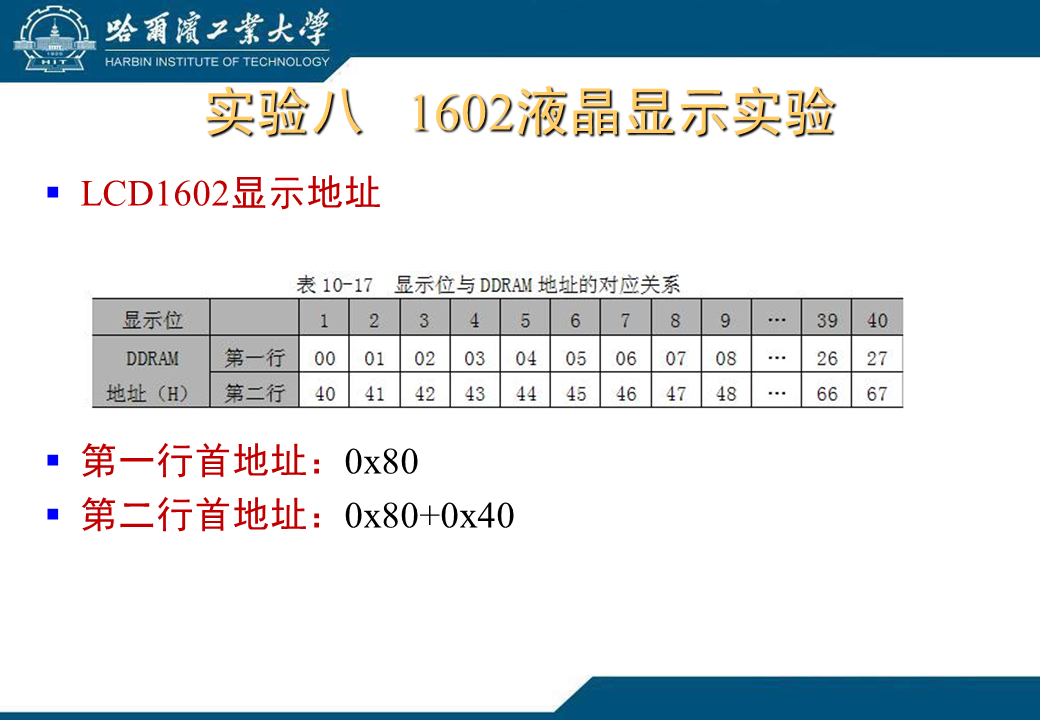 哈爾濱工業大學
HARBIN INSTITUTE OF TECHNOLOGY
HIT
实验八 1602液晶显示实验
LCD1602显示地址
表 10-17 显示位与 DDRAM 地址的对应关系
显示位 1 2 3 4 5 6 7 8 9 … 39 40
DDRAM 地址（H） 第一行 00 01 02 03 04 05 06 07 08 … 26 27
第二行 40 41 42 43 44 45 46 47 48 … 66 67
第一行首地址：0x80
第二行首地址：0x80+0x40